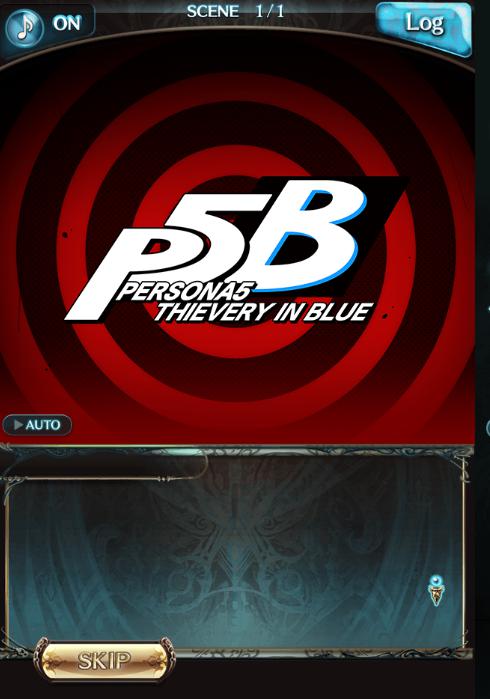 ON
SCENE 1/1
Log
P5B
PERSONA5
THIEVERY IN BLUE
AUTO
SKIP